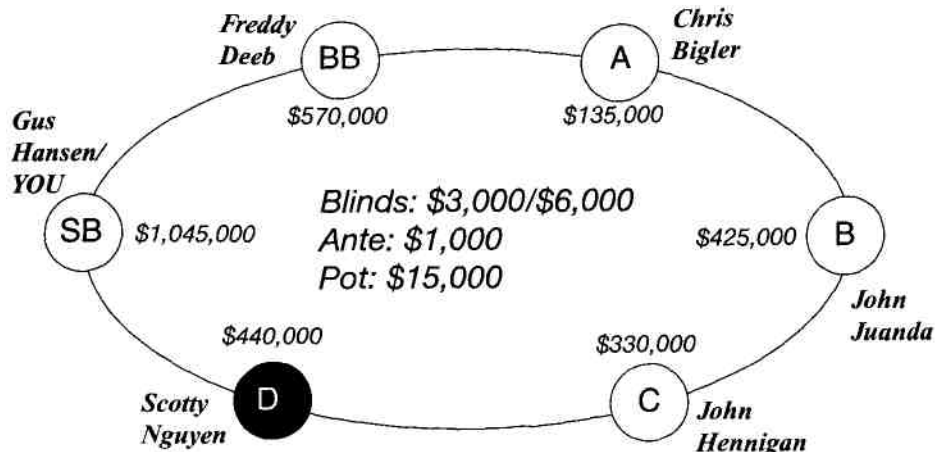 Freddy
Deeb
BB
$570,000
Chris
Bigler
A
$135,000
Gus
Hansen/
YOU
SB
$1,045,000
Blinds: $3,000/$6,000
Ante: $1,000
Pot: $15,000
$425,000
B
John
Juanda
$440,000
D
Scotty
Nguyen
$330,000
C
John
Hennigan